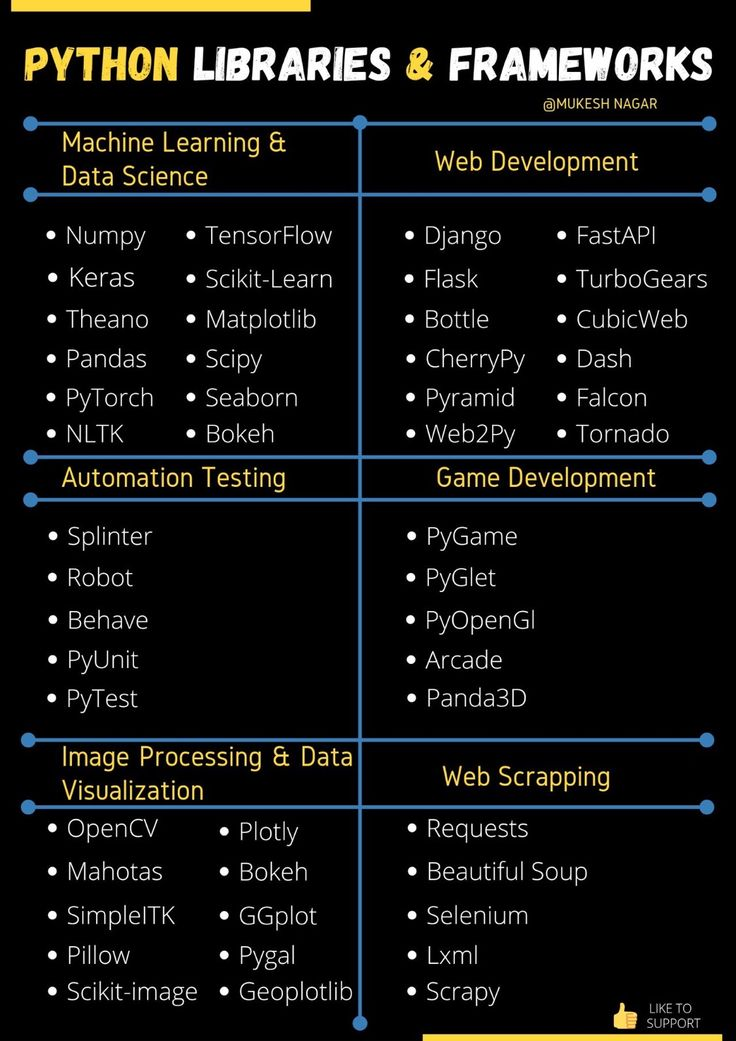 PYTHON LIBRARIES & FRAMEWORKS
@MUKESH NAGAR
Machine Learning &
Data Science
• Numpy
• Keras
• Theano
• Pandas
• PyTorch
• NLTK
• TensorFlow
• Scikit-Learn
• Matplotlib
• Scipy
• Seaborn
• Bokeh
Web Development
• Django
• Flask
• Bottle
• CherryPy
• Pyramid
• Web2Py
• FastAPI
• TurboGears
• CubicWeb
• Dash
• Falcon
• Tornado
Automation Testing
• Splinter
• Robot
• Behave
• PyUnit
• PyTest
Game Development
• PyGame
• PyGlet
• PyOpenGl
• Arcade
• Panda3D
Image Processing & Data
Visualization
• OpenCV
• Mahotas
• SimpleITK
• Pillow
• Scikit-image
• Plotly
• Bokeh
• GGplot
• Pygal
• Geoplotlib
Web Scrapping
• Requests
• Beautiful Soup
• Selenium
• Lxml
• Scrapy
LIKE TO
SUPPORT